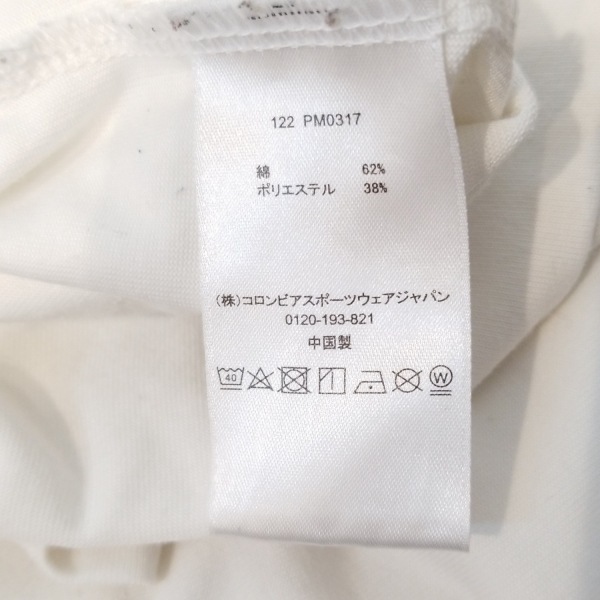 122 PM0317
綿 62%
ポリエステル 38%
(株)コロンビアスポーツウェアジャパン
0120-193-821
中国製
40
W